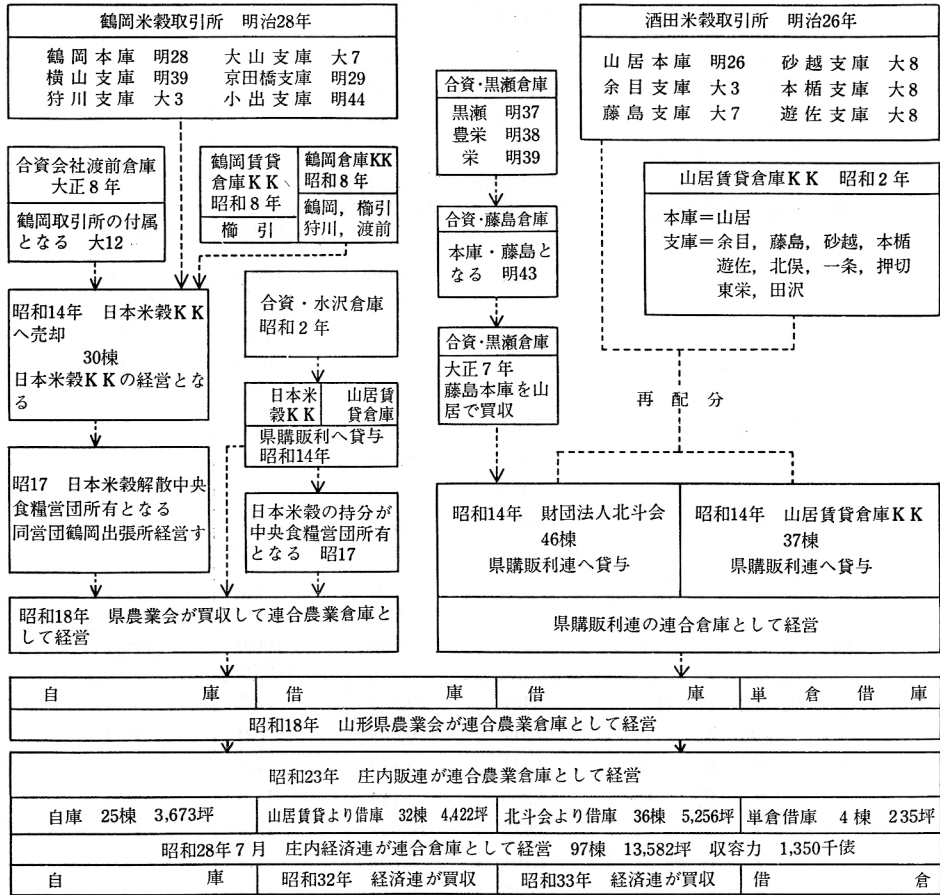 鶴岡米穀取引所 明治28年
鶴岡本庫 明28 大山支庫 大7
横山支庫 明39 京田橋支庫 明29
狩川支庫 大3 小出支庫 明44
酒田米穀取引所 明治26年
山居本庫 明26 砂越支庫 大8
余目支庫 大3 本楯支庫 大8
藤島支庫 大7 遊佐支庫 大8
合資・黒瀬倉庫
黒瀬 明37
豊栄 明38
栄 明39
合資会社渡前倉庫
大正8年
鶴岡取引所の付属
となる 大12
鶴岡賃貸
倉庫KK
昭和8年
櫛引
鶴岡倉庫KK
昭和8年
鶴岡,櫛引
狩川,渡前
合資・藤島倉庫
本庫・藤島と
なる 明43
山居賃貸倉庫KK 昭和2年
本庫=山居
支庫=余目,藤島,砂越,本楯
遊佐,北俣,一条,押切
東栄,田沢
昭和14年 日本米穀KK
へ売却
30棟
日本米穀KKの経営とな
る
合資・水沢倉庫
昭和2年
合資・黒瀬倉庫
大正7年
藤島本庫を山
居で買収
日本米
穀KK
山居賃
貸倉庫
県購販利へ貸与
昭和14年
再配分
昭17 日本米穀解散中央
食糧営団所有となる
同営団鶴岡出張所経営す
日本米穀の持分が
中央食糧営団所有
となる 昭17
昭和14年 財団法人北斗会
46棟
県購販利連へ貸与
昭和14年 山居賃貸倉庫KK
37棟
県購販利連へ貸与
昭和18年 県農業会が買収して連合農業倉庫と
して経営
県購販利連の連合倉庫として経営
自庫 借庫 借庫 単倉借庫
昭和18年 山形県農業会が連合農業倉庫として経営
昭和23年 庄内販連が連合農業倉庫として経営
自庫 25棟 3,673坪 山居賃貸より借庫 32棟 4,422坪 北斗会より借庫 36棟 5,256坪 単倉借庫 4棟 235坪
昭和28年7月 庄内経済連が連合倉庫として経営 97棟 13,582坪 収容力 1,350千俵
自庫 昭和32年 経済連が買収 昭和33年 経済連が買収 借倉